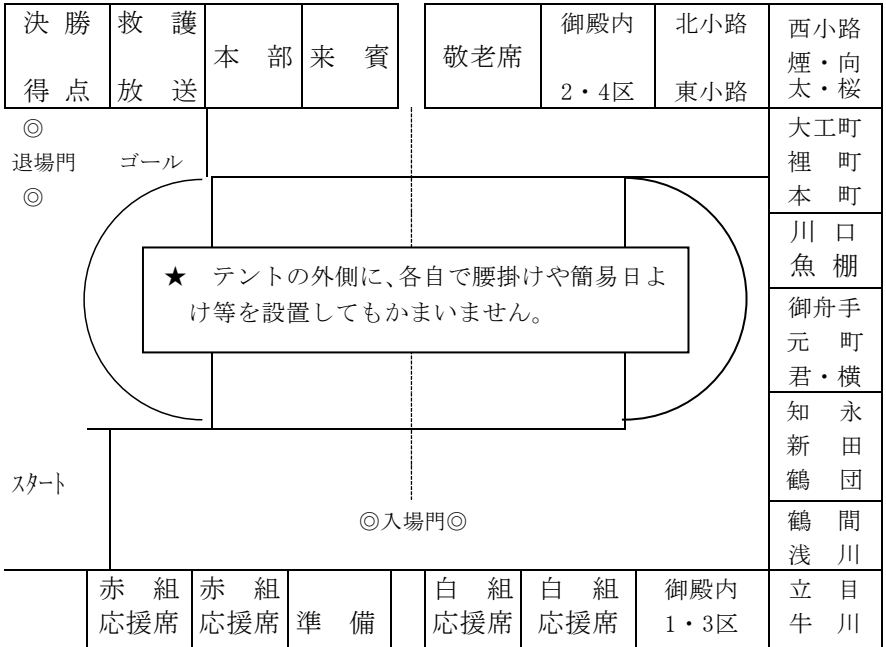 決 勝
得 点
救 護
放 送
本 部
来 賓
敬老席
御殿内
2・4区
北小路
東小路
西小路
煙・向
太・桜
◎
退場門 ゴール
◎
大工町
裡 町
本 町
川 口
魚 棚
★ テントの外側に、各自で腰掛けや簡易日よ
け等を設置してもかまいません。
御舟手
元 町
君・横
知 永
新 田
鶴 団
スタート
◎入場門◎
鶴 間
浅 川
赤 組
応援席
赤 組
応援席
準 備
白 組
応援席
白 組
応援席
御殿内
1・3区
立 目
牛 川